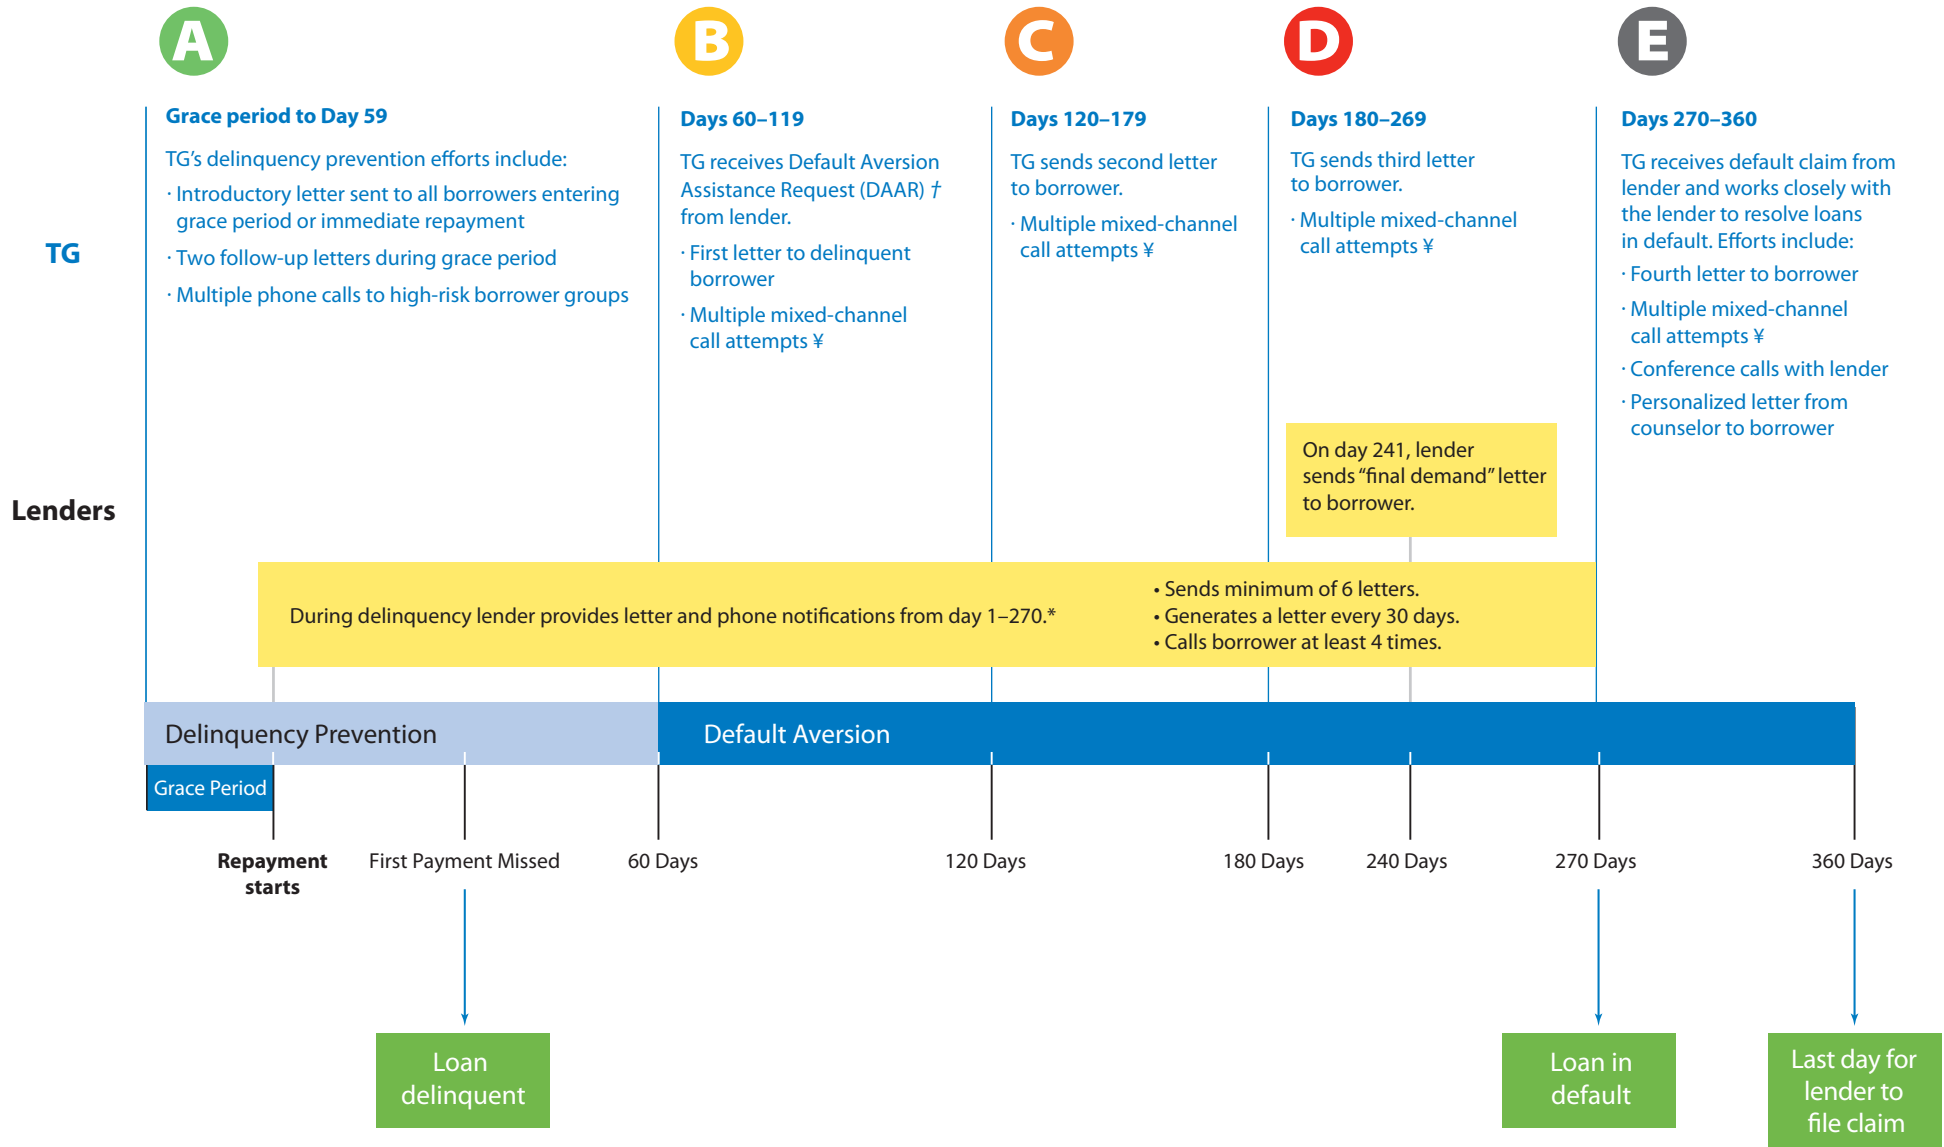 A
B
C
D
E
TG
Grace period to Day 59
TG's delinquency prevention efforts include:
· Introductory letter sent to all borrowers entering
grace period or immediate repayment
· Two follow-up letters during grace period
· Multiple phone calls to high-risk borrower groups
Days 60–119
TG receives Default Aversion
Assistance Request (DAAR) †
from lender.
· First letter to delinquent
borrower
· Multiple mixed-channel
call attempts ¥
Days 120–179
TG sends second letter
to borrower.
· Multiple mixed-channel
call attempts ¥
Days 180–269
TG sends third letter
to borrower.
· Multiple mixed-channel
call attempts ¥
Days 270–360
TG receives default claim from
lender and works closely with
the lender to resolve loans
in default. Efforts include:
· Fourth letter to borrower
· Multiple mixed-channel
call attempts ¥
· Conference calls with lender
· Personalized letter from
counselor to borrower
Lenders
On day 241, lender
sends “final demand” letter
to borrower.
During delinquency lender provides letter and phone notifications from day 1–270.*
• Sends minimum of 6 letters.
• Generates a letter every 30 days.
• Calls borrower at least 4 times.
Delinquency Prevention
Default Aversion
Grace Period
Repayment
starts
First Payment Missed
60 Days
120 Days
180 Days
240 Days
270 Days
360 Days
Loan
delinquent
Loan in
default
Last day for
lender to
file claim